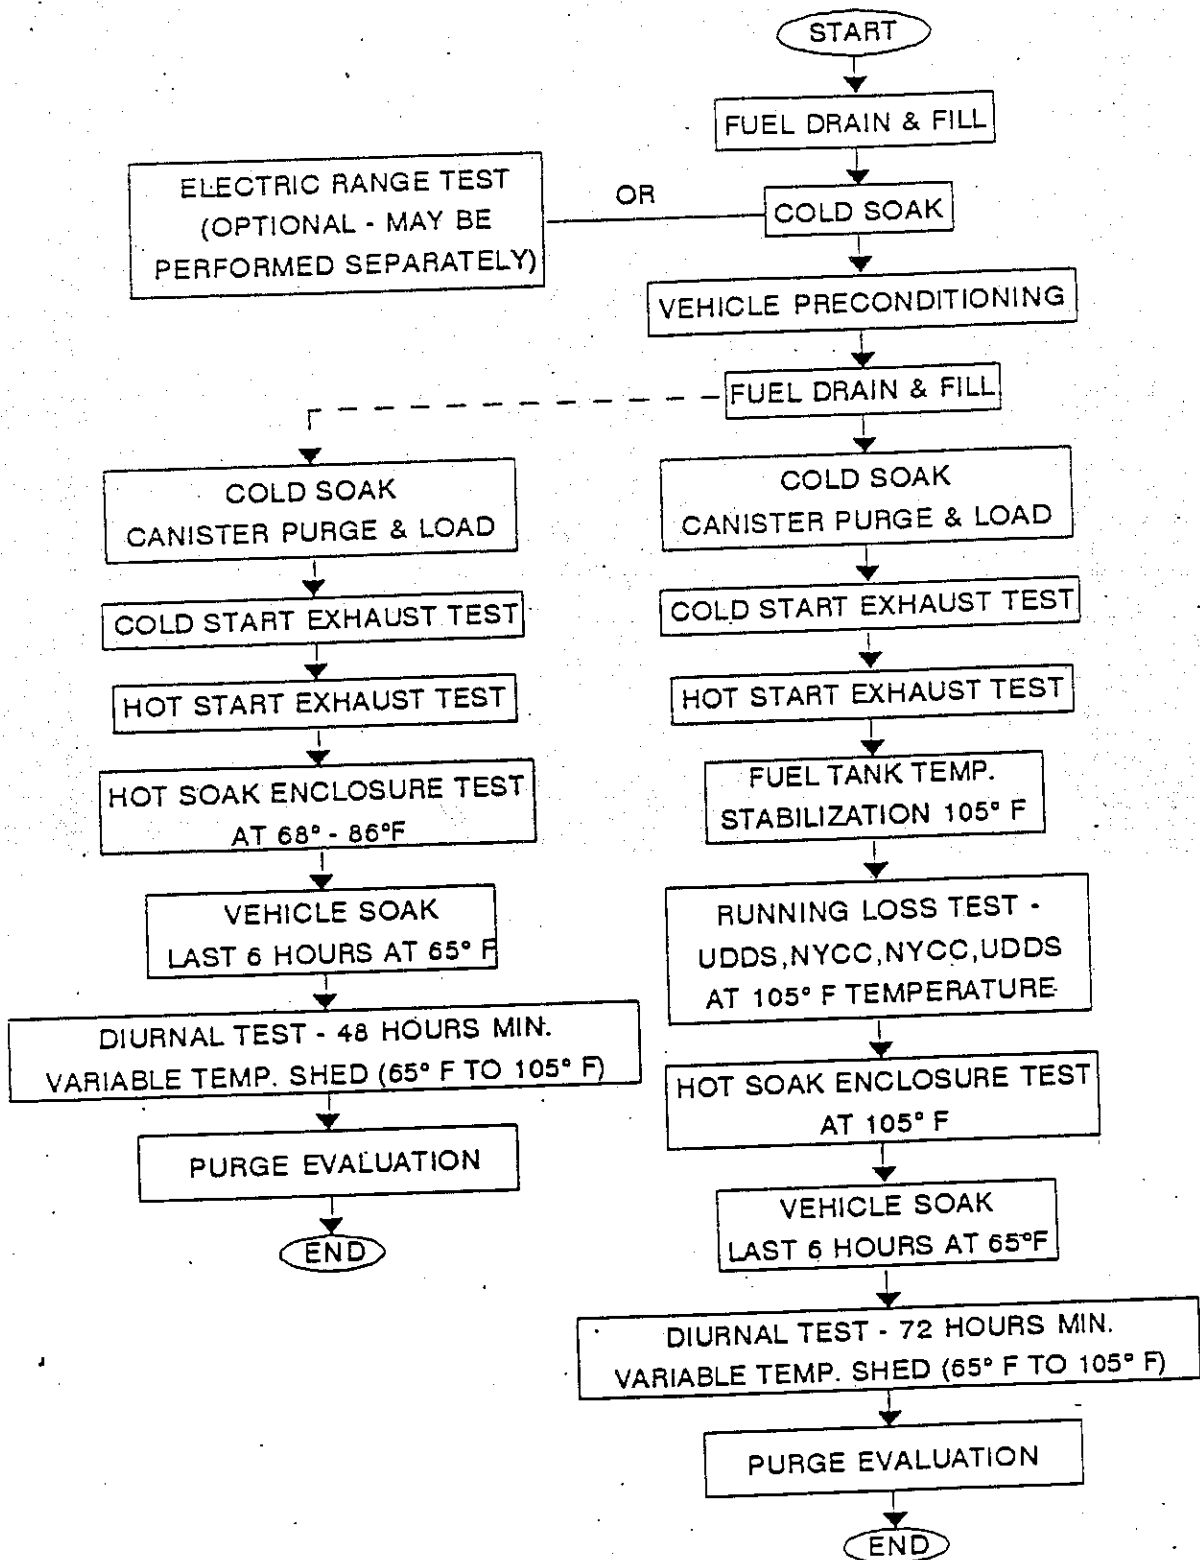 START
FUEL DRAIN & FILL
ELECTRIC RANGE TEST
(OPTIONAL - MAY BE
PERFORMED SEPARATELY)
OR
COLD SOAK
VEHICLE PRECONDITIONING
FUEL DRAIN & FILL
COLD SOAK
CANISTER PURGE & LOAD
COLD START EXHAUST TEST
HOT START EXHAUST TEST
HOT SOAK ENCLOSURE TEST
AT 68° - 86°F
VEHICLE SOAK
LAST 6 HOURS AT 65° F
DIURNAL TEST - 48 HOURS MIN.
VARIABLE TEMP. SHED (65° F TO 105° F)
PURGE EVALUATION
END
COLD SOAK
CANISTER PURGE & LOAD
COLD START EXHAUST TEST
HOT START EXHAUST TEST
FUEL TANK TEMP.
STABILIZATION 105° F
RUNNING LOSS TEST -
UDDS,NYCC,NYCC,UDDS
AT 105° F TEMPERATURE
HOT SOAK ENCLOSURE TEST
AT 105° F
VEHICLE SOAK
LAST 6 HOURS AT 65°F
DIURNAL TEST - 72 HOURS MIN.
VARIABLE TEMP. SHED (65° F TO 105° F)
PURGE EVALUATION
END